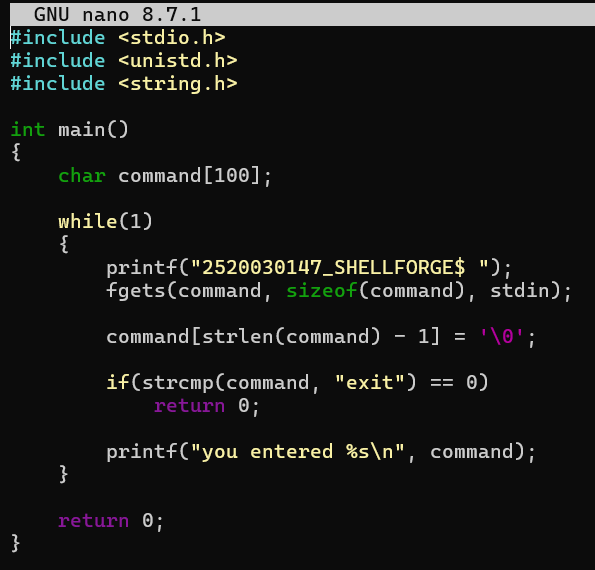 GNU nano 8.7.1
#include <stdio.h>
#include <unistd.h>
#include <string.h>

int main()
{
    char command[100];

    while(1)
    {
        printf("2520030147_SHELLFORGE$ ");
        fgets(command, sizeof(command), stdin);

        command[strlen(command) - 1] = '\0';

        if(strcmp(command, "exit") == 0)
            return 0;

        printf("you entered %s\n", command);
    }

    return 0;
}